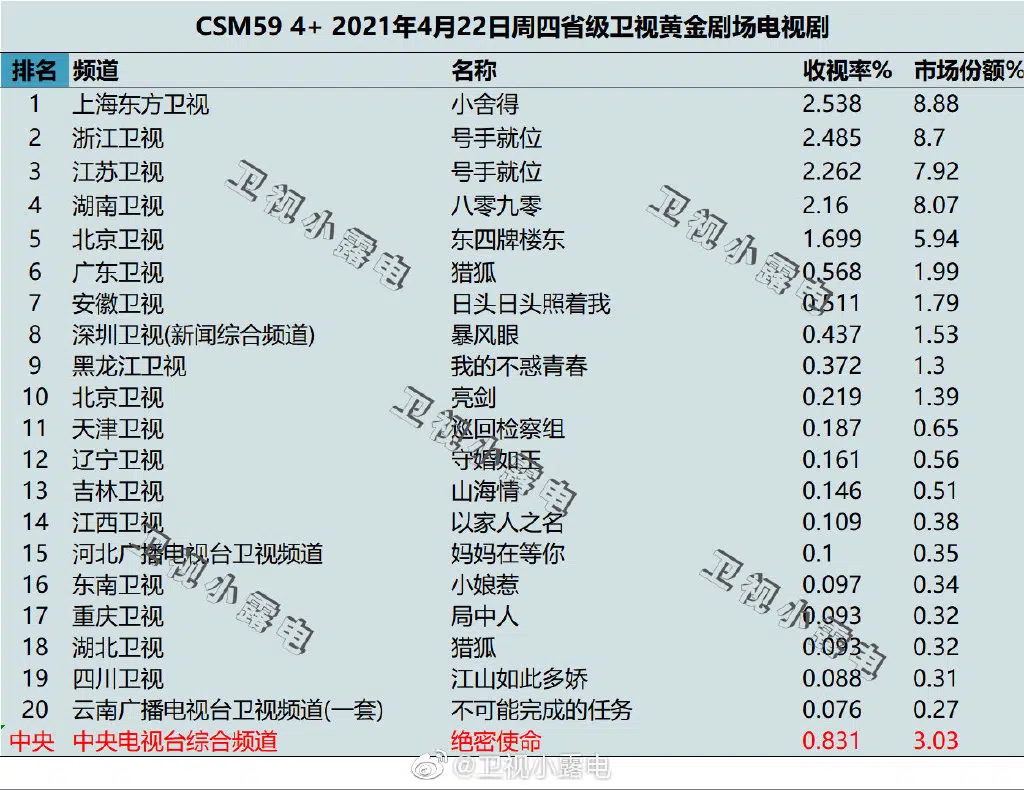 CSM59 4+ 2021年4月22日周四省级卫视黄金剧场电视剧
排名 频道 名称 收视率% 市场份额%
1 上海东方卫视 小舍得 2.538 8.88
2 浙江卫视 号手就位 2.485 8.7
3 江苏卫视 号手就位 2.262 7.92
4 湖南卫视 八零九零 2.16 8.07
5 北京卫视 东四牌楼东 1.699 5.94
6 广东卫视 猎狐 0.568 1.99
7 安徽卫视 日头日头照着我 0.511 1.79
8 深圳卫视(新闻综合频道) 暴风眼 0.437 1.53
9 黑龙江卫视 我的不惑青春 0.372 1.3
10 北京卫视 亮剑 0.219 1.39
11 天津卫视 巡回检察组 0.187 0.65
12 辽宁卫视 守婚如玉 0.161 0.56
13 吉林卫视 山海情 0.146 0.51
14 江西卫视 以家人之名 0.109 0.38
15 河北广播电视台卫视频道 妈妈在等你 0.1 0.35
16 东南卫视 小娘惹 0.097 0.34
17 重庆卫视 局中人 0.093 0.32
18 湖北卫视 猎狐 0.093 0.32
19 四川卫视 江山如此多娇 0.088 0.31
20 云南广播电视台卫视频道(一套) 不可能完成的任务 0.076 0.27
中央 中央电视台综合频道 绝密使命 0.831 3.03
卫视小露电
卫视小露电
卫视小露电
卫视小露电
卫视小露电
@卫视小露电